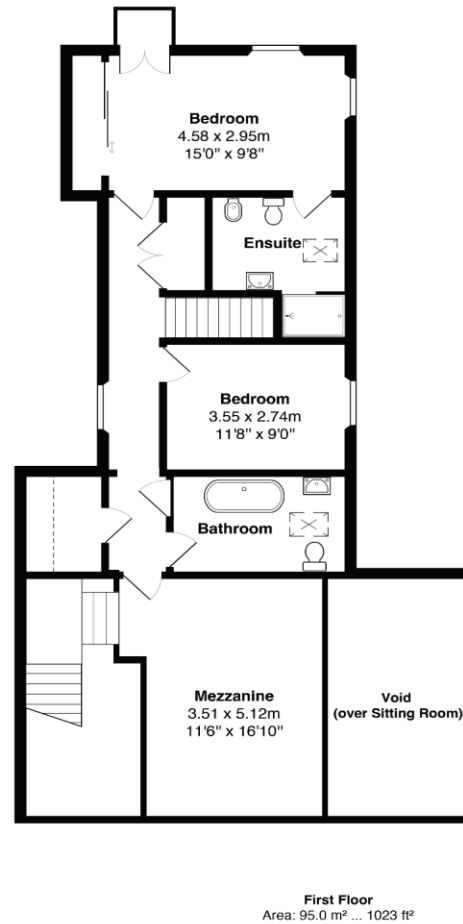 Bedroom
4.58 x 2.95m
15'0" x 9'8"
Ensuite
Bedroom
3.55 x 2.74m
11'8" x 9'0"
Bathroom
Mezzanine
3.51 x 5.12m
11'6" x 16'10"
Void
(over Sitting Room)
First Floor
Area: 95.0 m² ... 1023 ft²